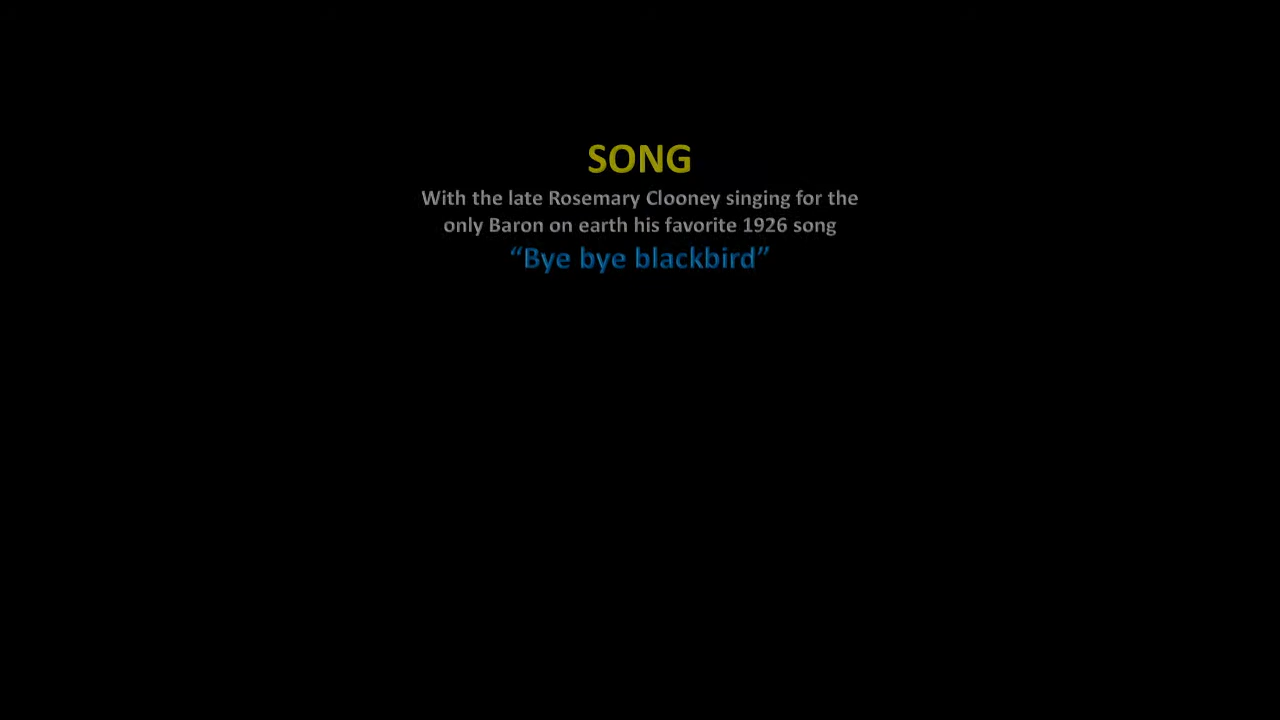 SONG
With the late Rosemary Clooney singing for the
only Baron on earth his favorite 1926 song
“Bye bye blackbird”